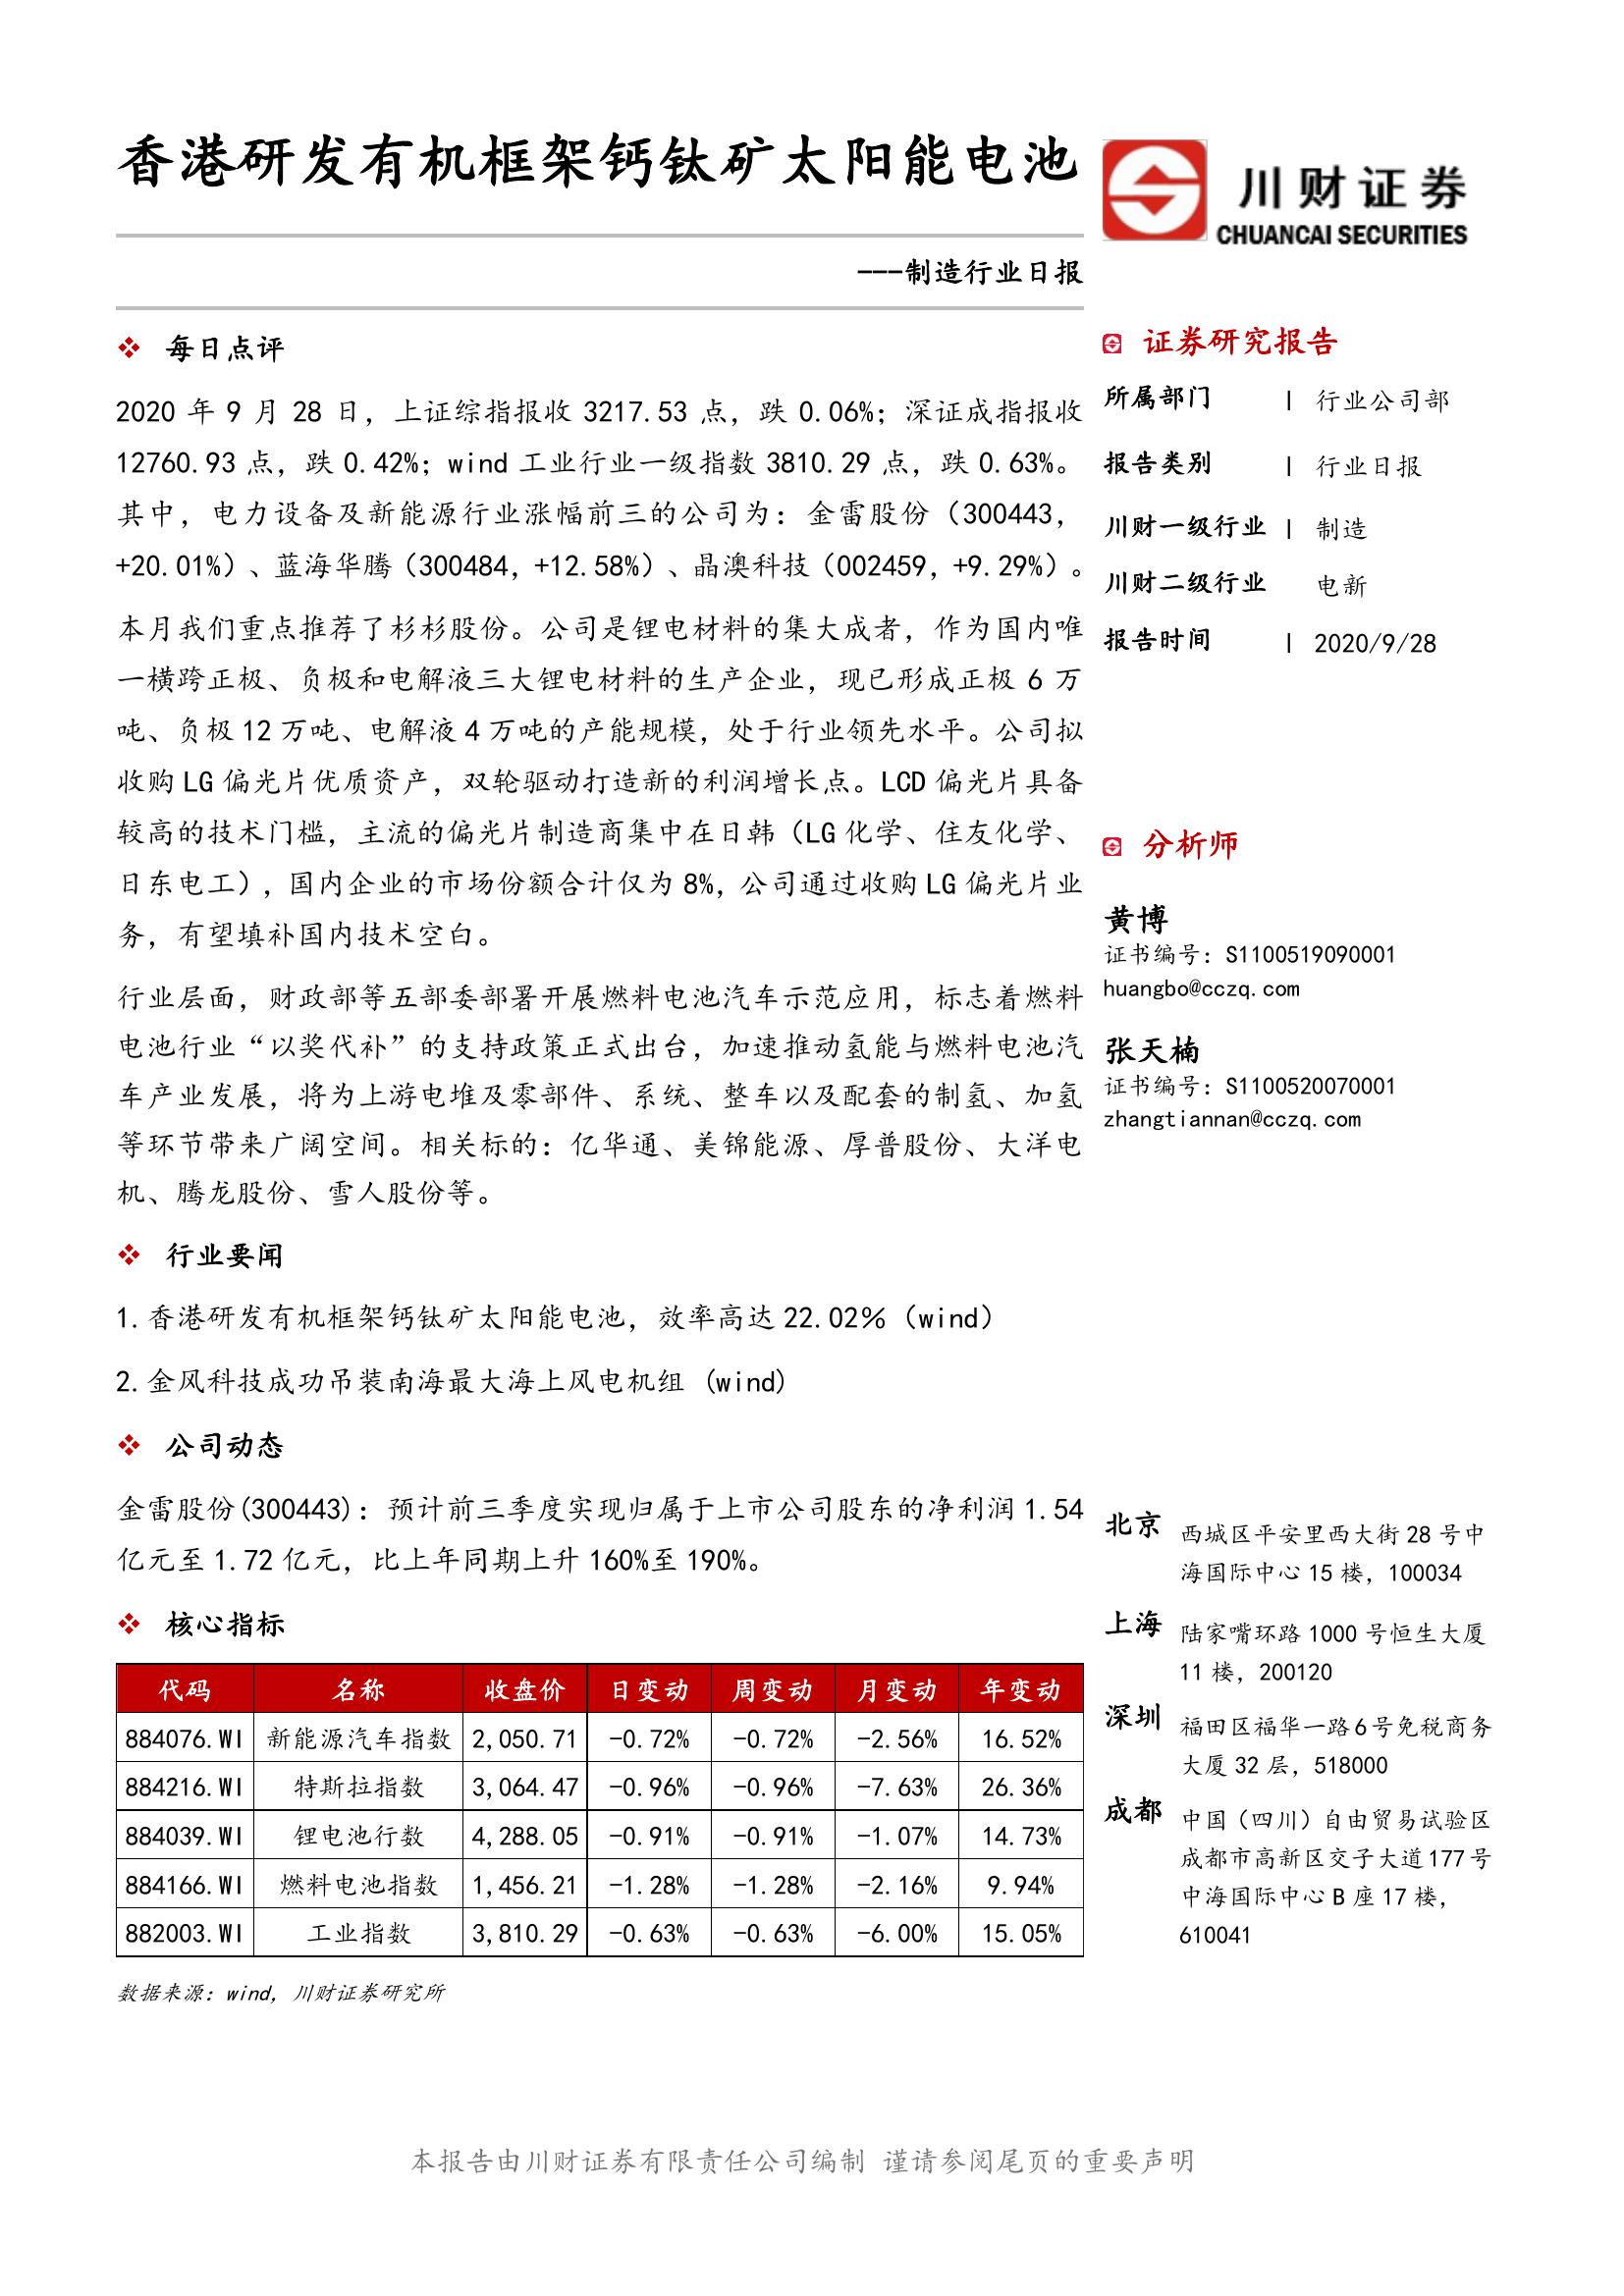 香港研发有机框架钙钛矿太阳能电池
---制造行业日报
每日点评
2020 年 9 月 28 日，上证综指报收 3217.53 点，跌 0.06%；深证成指报收
12760.93 点，跌 0.42%；wind 工业行业一级指数 3810.29 点，跌 0.63%。
其中，电力设备及新能源行业涨幅前三的公司为：金雷股份（300443，
+20.01%）、蓝海华腾（300484，+12.58%）、晶澳科技（002459，+9.29%）。
本月我们重点推荐了杉杉股份。公司是锂电材料的集大成者，作为国内唯
一横跨正极、负极和电解液三大锂电材料的生产企业，现已形成正极 6 万
吨、负极 12 万吨、电解液 4 万吨的产能规模，处于行业领先水平。公司拟
收购 LG 偏光片优质资产，双轮驱动打造新的利润增长点。LCD 偏光片具备
较高的技术门槛，主流的偏光片制造商集中在日韩（LG 化学、住友化学、
日东电工），国内企业的市场份额合计仅为 8%，公司通过收购 LG 偏光片业
务，有望填补国内技术空白。
行业层面，财政部等五部委部署开展燃料电池汽车示范应用，标志着燃料
电池行业“以奖代补”的支持政策正式出台，加速推动氢能与燃料电池汽
车产业发展，将为上游电堆及零部件、系统、整车以及配套的制氢、加氢
等环节带来广阔空间。相关标的：亿华通、美锦能源、厚普股份、大洋电
机、腾龙股份、雪人股份等。
行业要闻
1.香港研发有机框架钙钛矿太阳能电池，效率高达 22.02%（wind）
2.金风科技成功吊装南海最大海上风电机组 (wind)
公司动态
金雷股份(300443)：预计前三季度实现归属于上市公司股东的净利润 1.54
亿元至 1.72 亿元，比上年同期上升 160%至 190%。
核心指标
代码 名称 收盘价 日变动 周变动 月变动 年变动
884076.WI 新能源汽车指数 2,050.71 -0.72% -0.72% -2.56% 16.52%
884216.WI 特斯拉指数 3,064.47 -0.96% -0.96% -7.63% 26.36%
884039.WI 锂电池行数 4,288.05 -0.91% -0.91% -1.07% 14.73%
884166.WI 燃料电池指数 1,456.21 -1.28% -1.28% -2.16% 9.94%
882003.WI 工业指数 3,810.29 -0.63% -0.63% -6.00% 15.05%
数据来源：wind，川财证券研究所
川财证券
CHUANCAI SECURITIES
证券研究报告
所属部门 | 行业公司部
报告类别 | 行业日报
川财一级行业 | 制造
川财二级行业 电新
报告时间 | 2020/9/28
分析师
黄博
证书编号：S1100519090001
huangbo@cczq.com
张天楠
证书编号：S1100520070001
zhangtiannan@cczq.com
北京 西城区平安里西大街 28 号中
海国际中心 15 楼，100034
上海 陆家嘴环路 1000 号恒生大厦
11 楼，200120
深圳 福田区福华一路 6 号免税商务
大厦 32 层，518000
成都 中国（四川）自由贸易试验区
成都市高新区交子大道 177 号
中海国际中心 B 座 17 楼，
610041
本报告由川财证券有限责任公司编制 谨请参阅尾页的重要声明